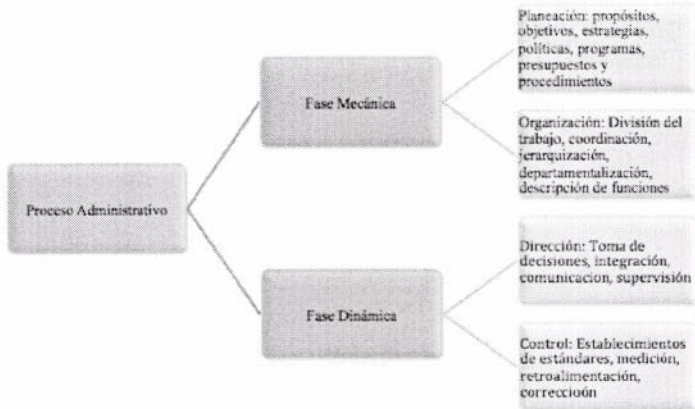 Proceso Administrativo
Fase Mecánica
Planeación: propósitos,
objetivos, estrategias,
políticas, programas,
presupuestos y
procedimientos
Organización: División del
trabajo, coordinación,
jerarquización,
departamentalización,
descripción de funciones
Fase Dinámica
Dirección: Toma de
decisiones, integración,
comunicacion, supervisión
Control: Establecimientos
de estándares, medición,
retroalimentación,
correccioón